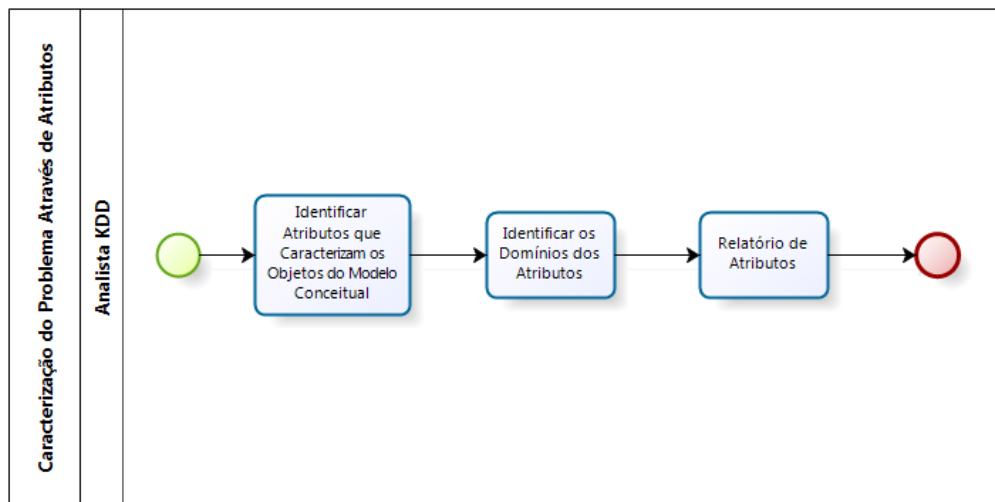 Caracterização do Problema Através de Atributos
Analista KDD
Identificar
Atributos que
Caracterizam os
Objetos do Modelo
Conceitual
Identificar os
Domínios dos
Atributos
Relatório de
Atributos